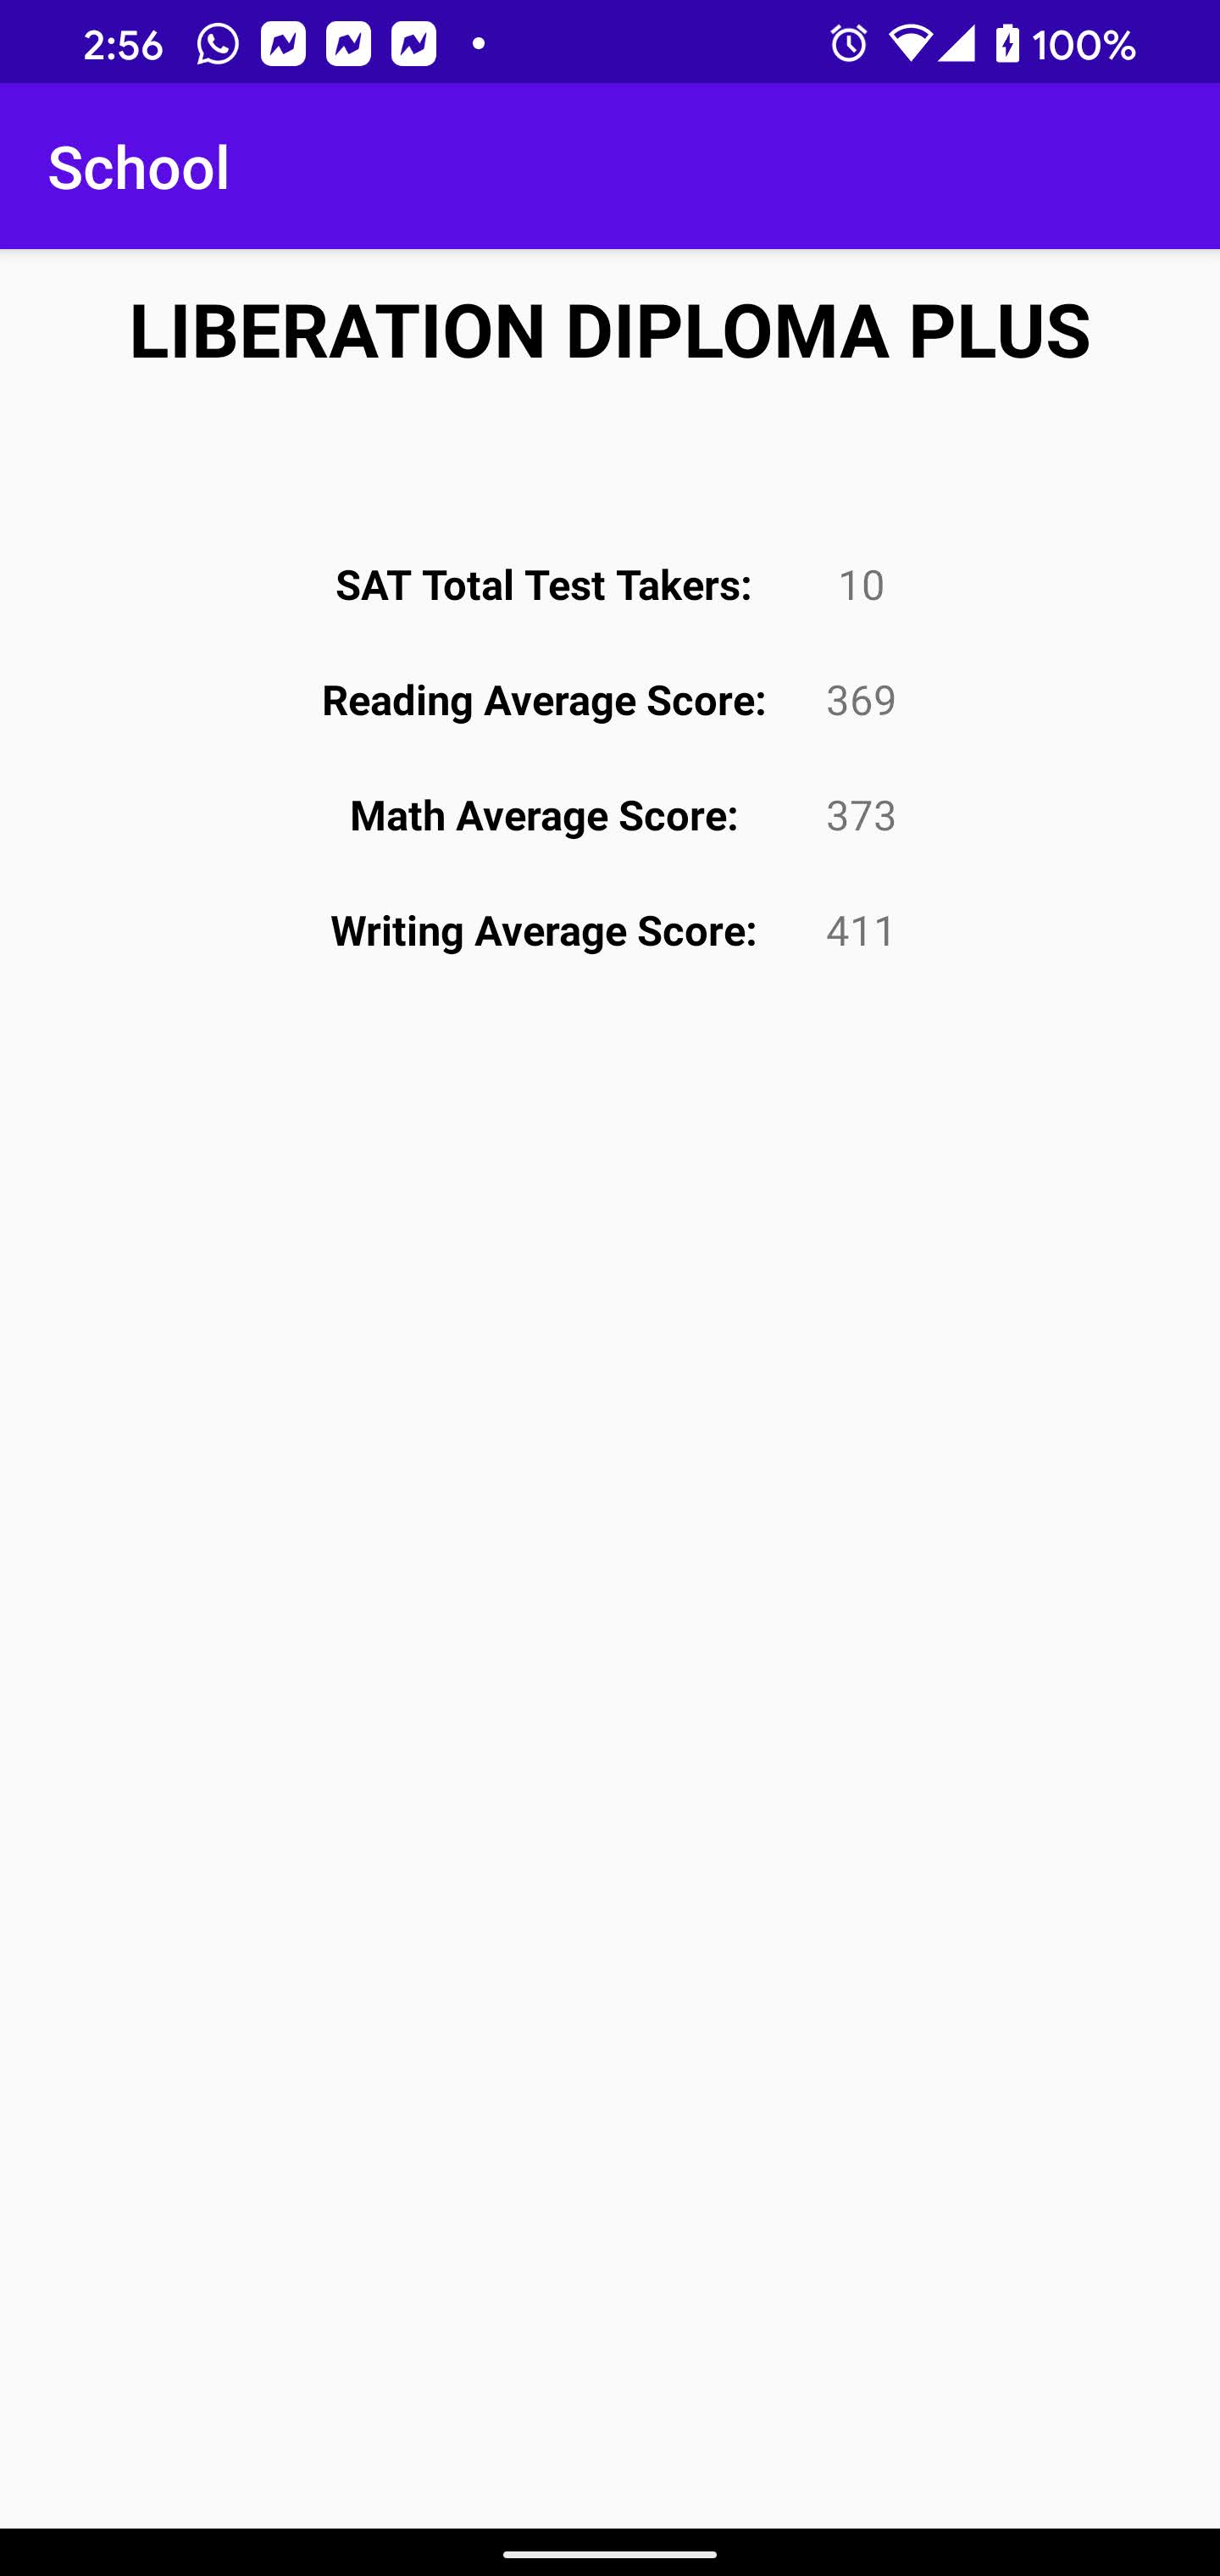 2:56 100%
School
LIBERATION DIPLOMA PLUS
SAT Total Test Takers: 10
Reading Average Score: 369
Math Average Score: 373
Writing Average Score: 411